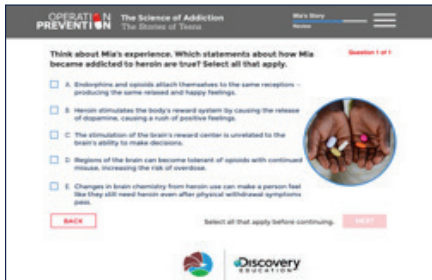 OPERATION
PREVENTION
The Science of Addiction
The Stories of Teens
Mia's Story
Review
Think about Mia's experience. Which statements about how Mia
became addicted to heroin are true? Select all that apply.
Question 1 of 1
A. Endorphins and opioids attach themselves to the same receptors –
producing the same relaxed and happy feelings.
B. Heroin stimulates the body's reward system by causing the release
of dopamine, causing a rush of positive feelings.
C. The stimulation of the brain's reward center is unrelated to the
brain's ability to make decisions.
D. Regions of the brain can become tolerant of opioids with continued
misuse, increasing the risk of overdose.
E. Changes in brain chemistry from heroin use can make a person feel
like they still need heroin even after physical withdrawal symptoms
pass.
BACK
Select all that apply before continuing.
NEXT
Discovery
EDUCATION